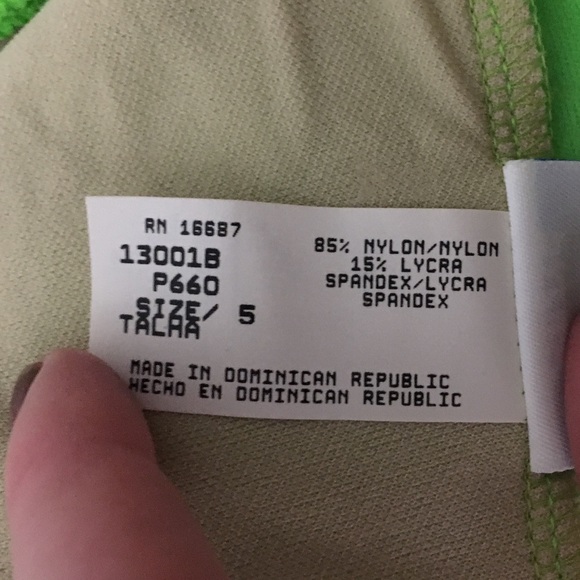 RN 16687
13001B
P660
SIZE/ 5
TALHA
85% NYLON/NYLON
15% LYCRA
SPANDEX/LYCRA
SPANDEX
MADE IN DOMINICAN REPUBLIC
HECHO EN DOMINICAN REPUBLIC